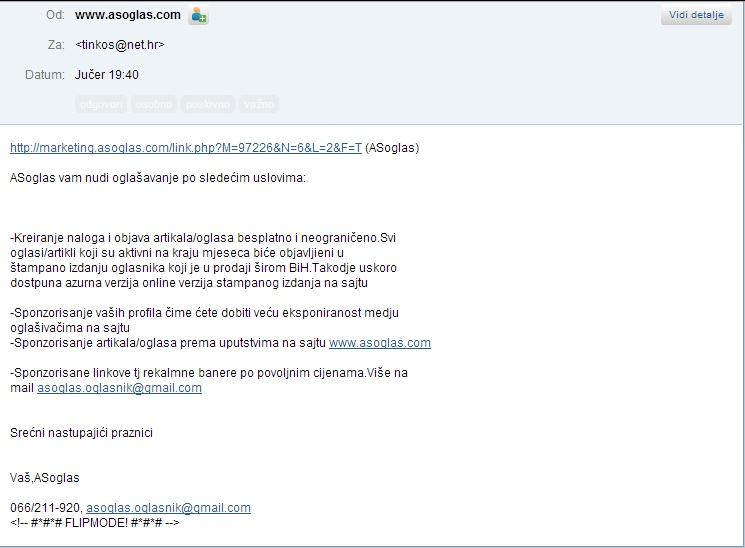 Od: www.asoglas.com Vidi detalje
Za: <tinkos@net.hr>
Datum: Jučer 19:40
odgovori osobno poslovno važno
http://marketing.asoglas.com/link.php?M=97226&N=6&L=2&F=T (ASoglas)
ASoglas vam nudi oglašavanje po sledećim uslovima:
-Kreiranje naloga i objava artikala/oglasa besplatno i neograničeno.Svi
oglasi/artikli koji su aktivni na kraju mjeseca biće objavljeni u
štampano izdanju oglasnika koji je u prodaji širom BiH.Takodje uskoro
dostpuna azurna verzija online verzija stampanog izdanja na sajtu
-Sponzorisanje vaših profila čime ćete dobiti veću eksponiranost medju
oglašivačima na sajtu
-Sponzorisanje artikala/oglasa prema uputstvima na sajtu www.asoglas.com
-Sponzorisane linkove tj rekalmne banere po povoljnim cijenama.Više na
mail asoglas.oglasnik@gmail.com
Srećni nastupajići praznici
Vaš,ASoglas
066/211-920, asoglas.oglasnik@gmail.com
<!-- #*#*# FLIPMODE! #*#*# -->